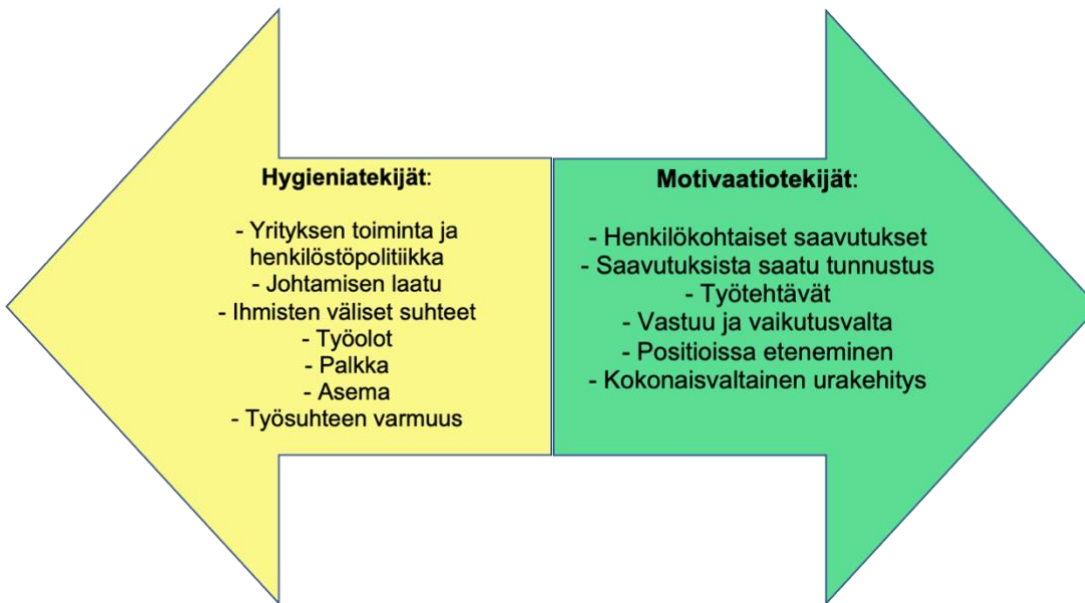 Hygieniatekijät:
- Yrityksen toiminta ja
henkilöstöpolitiikka
- Johtamisen laatu
- Ihmisten väliset suhteet
- Työolot
- Palkka
- Asema
- Työsuhteen varmuus
Motivaatiotekijät:
- Henkilökohtaiset saavutukset
- Saavutuksista saatu tunnustus
- Työtehtävät
- Vastuu ja vaikutusvalta
- Positioissa eteneminen
- Kokonaisvaltainen urakehitys